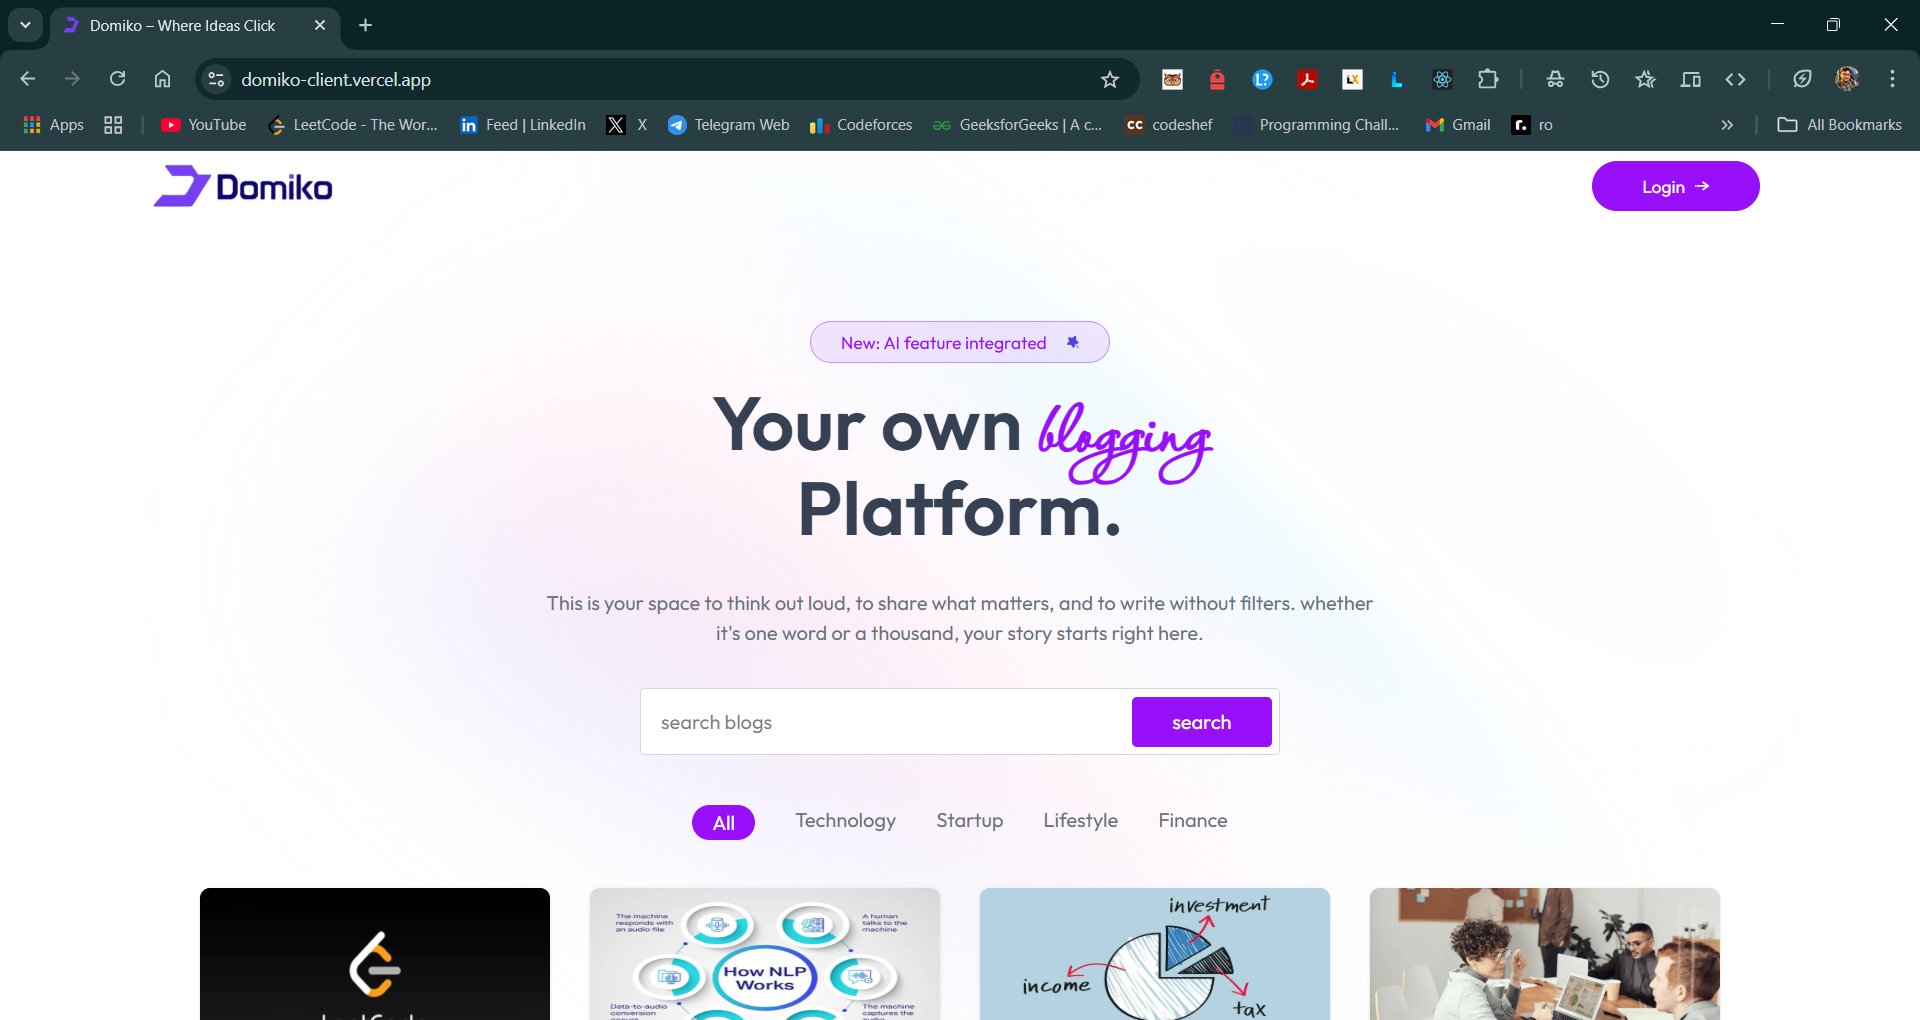 Domiko – Where Ideas Click
domiko-client.vercel.app
Apps
YouTube
LeetCode - The Wor...
in Feed | LinkedIn
X
Telegram Web
Codeforces
GeeksforGeeks | A c...
cc codeshef
Programming Chall...
Gmail
r. ro
All Bookmarks
Domiko
Login →
New: AI feature integrated
Your own blogging
Platform.
This is your space to think out loud, to share what matters, and to write without filters. whether
it's one word or a thousand, your story starts right here.
search blogs
search
All
Technology
Startup
Lifestyle
Finance
The machine
responds with
an audio file
A human
talks to the
machine
How NLP
Works
Data-to-audio
conversion
The machine
captures the
investment
income
tax